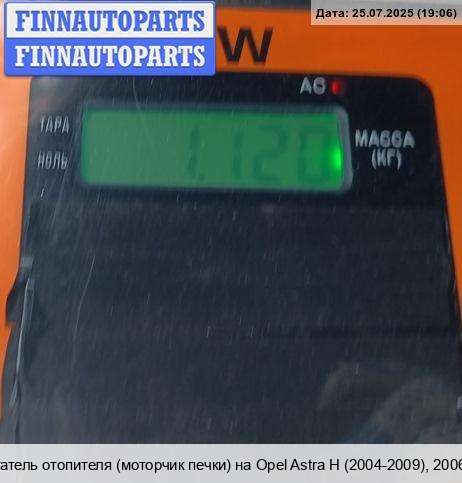 FINNAUTOPARTS
FINNAUTOPARTS
Дата: 25.07.2025 (19:06)
W
АБ
ТАРА
НОЛЬ
1.120
МАССА
(КГ)
атель отопителя (моторчик печки) на Opel Astra H (2004-2009), 2006